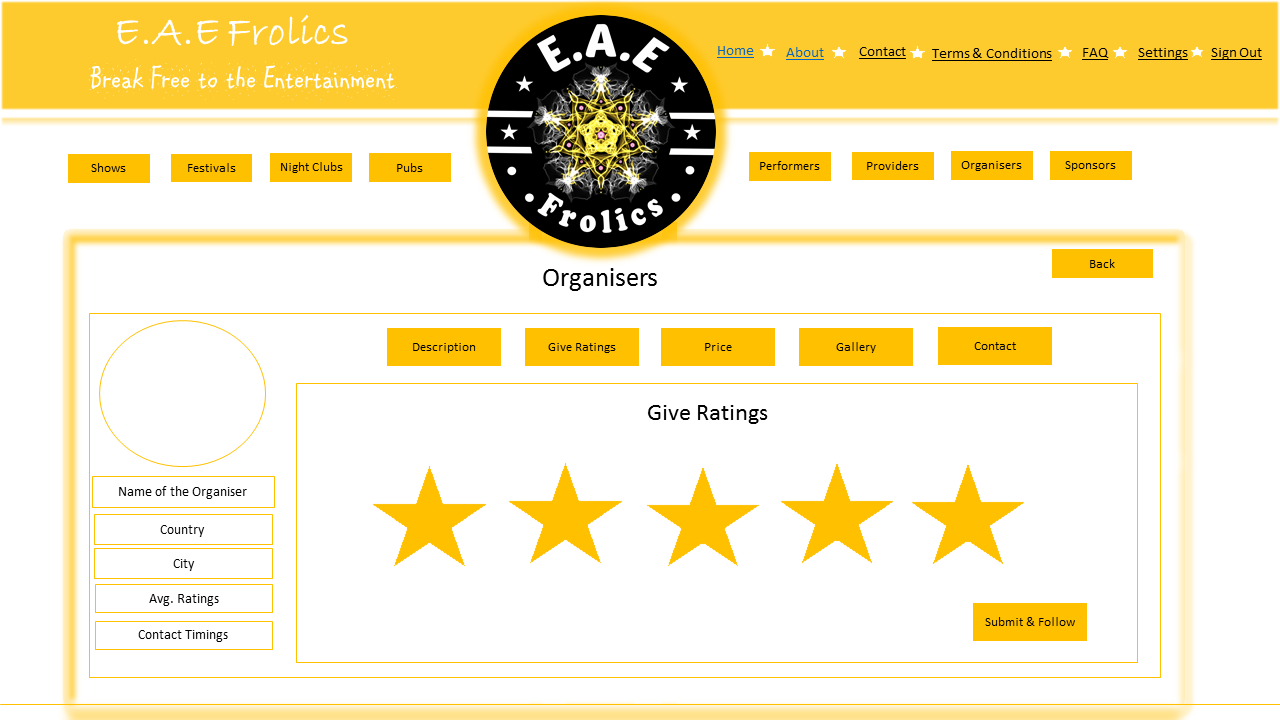 E.A.E Frolics
Break Free to the Entertainment
E.A.E
Frolics
Home About Contact Terms & Conditions FAQ Settings Sign Out
Shows Festivals Night Clubs Pubs Performers Providers Organisers Sponsors
Back
Organisers
Description Give Ratings Price Gallery Contact
Give Ratings
Name of the Organiser
Country
City
Avg. Ratings
Contact Timings
Submit & Follow